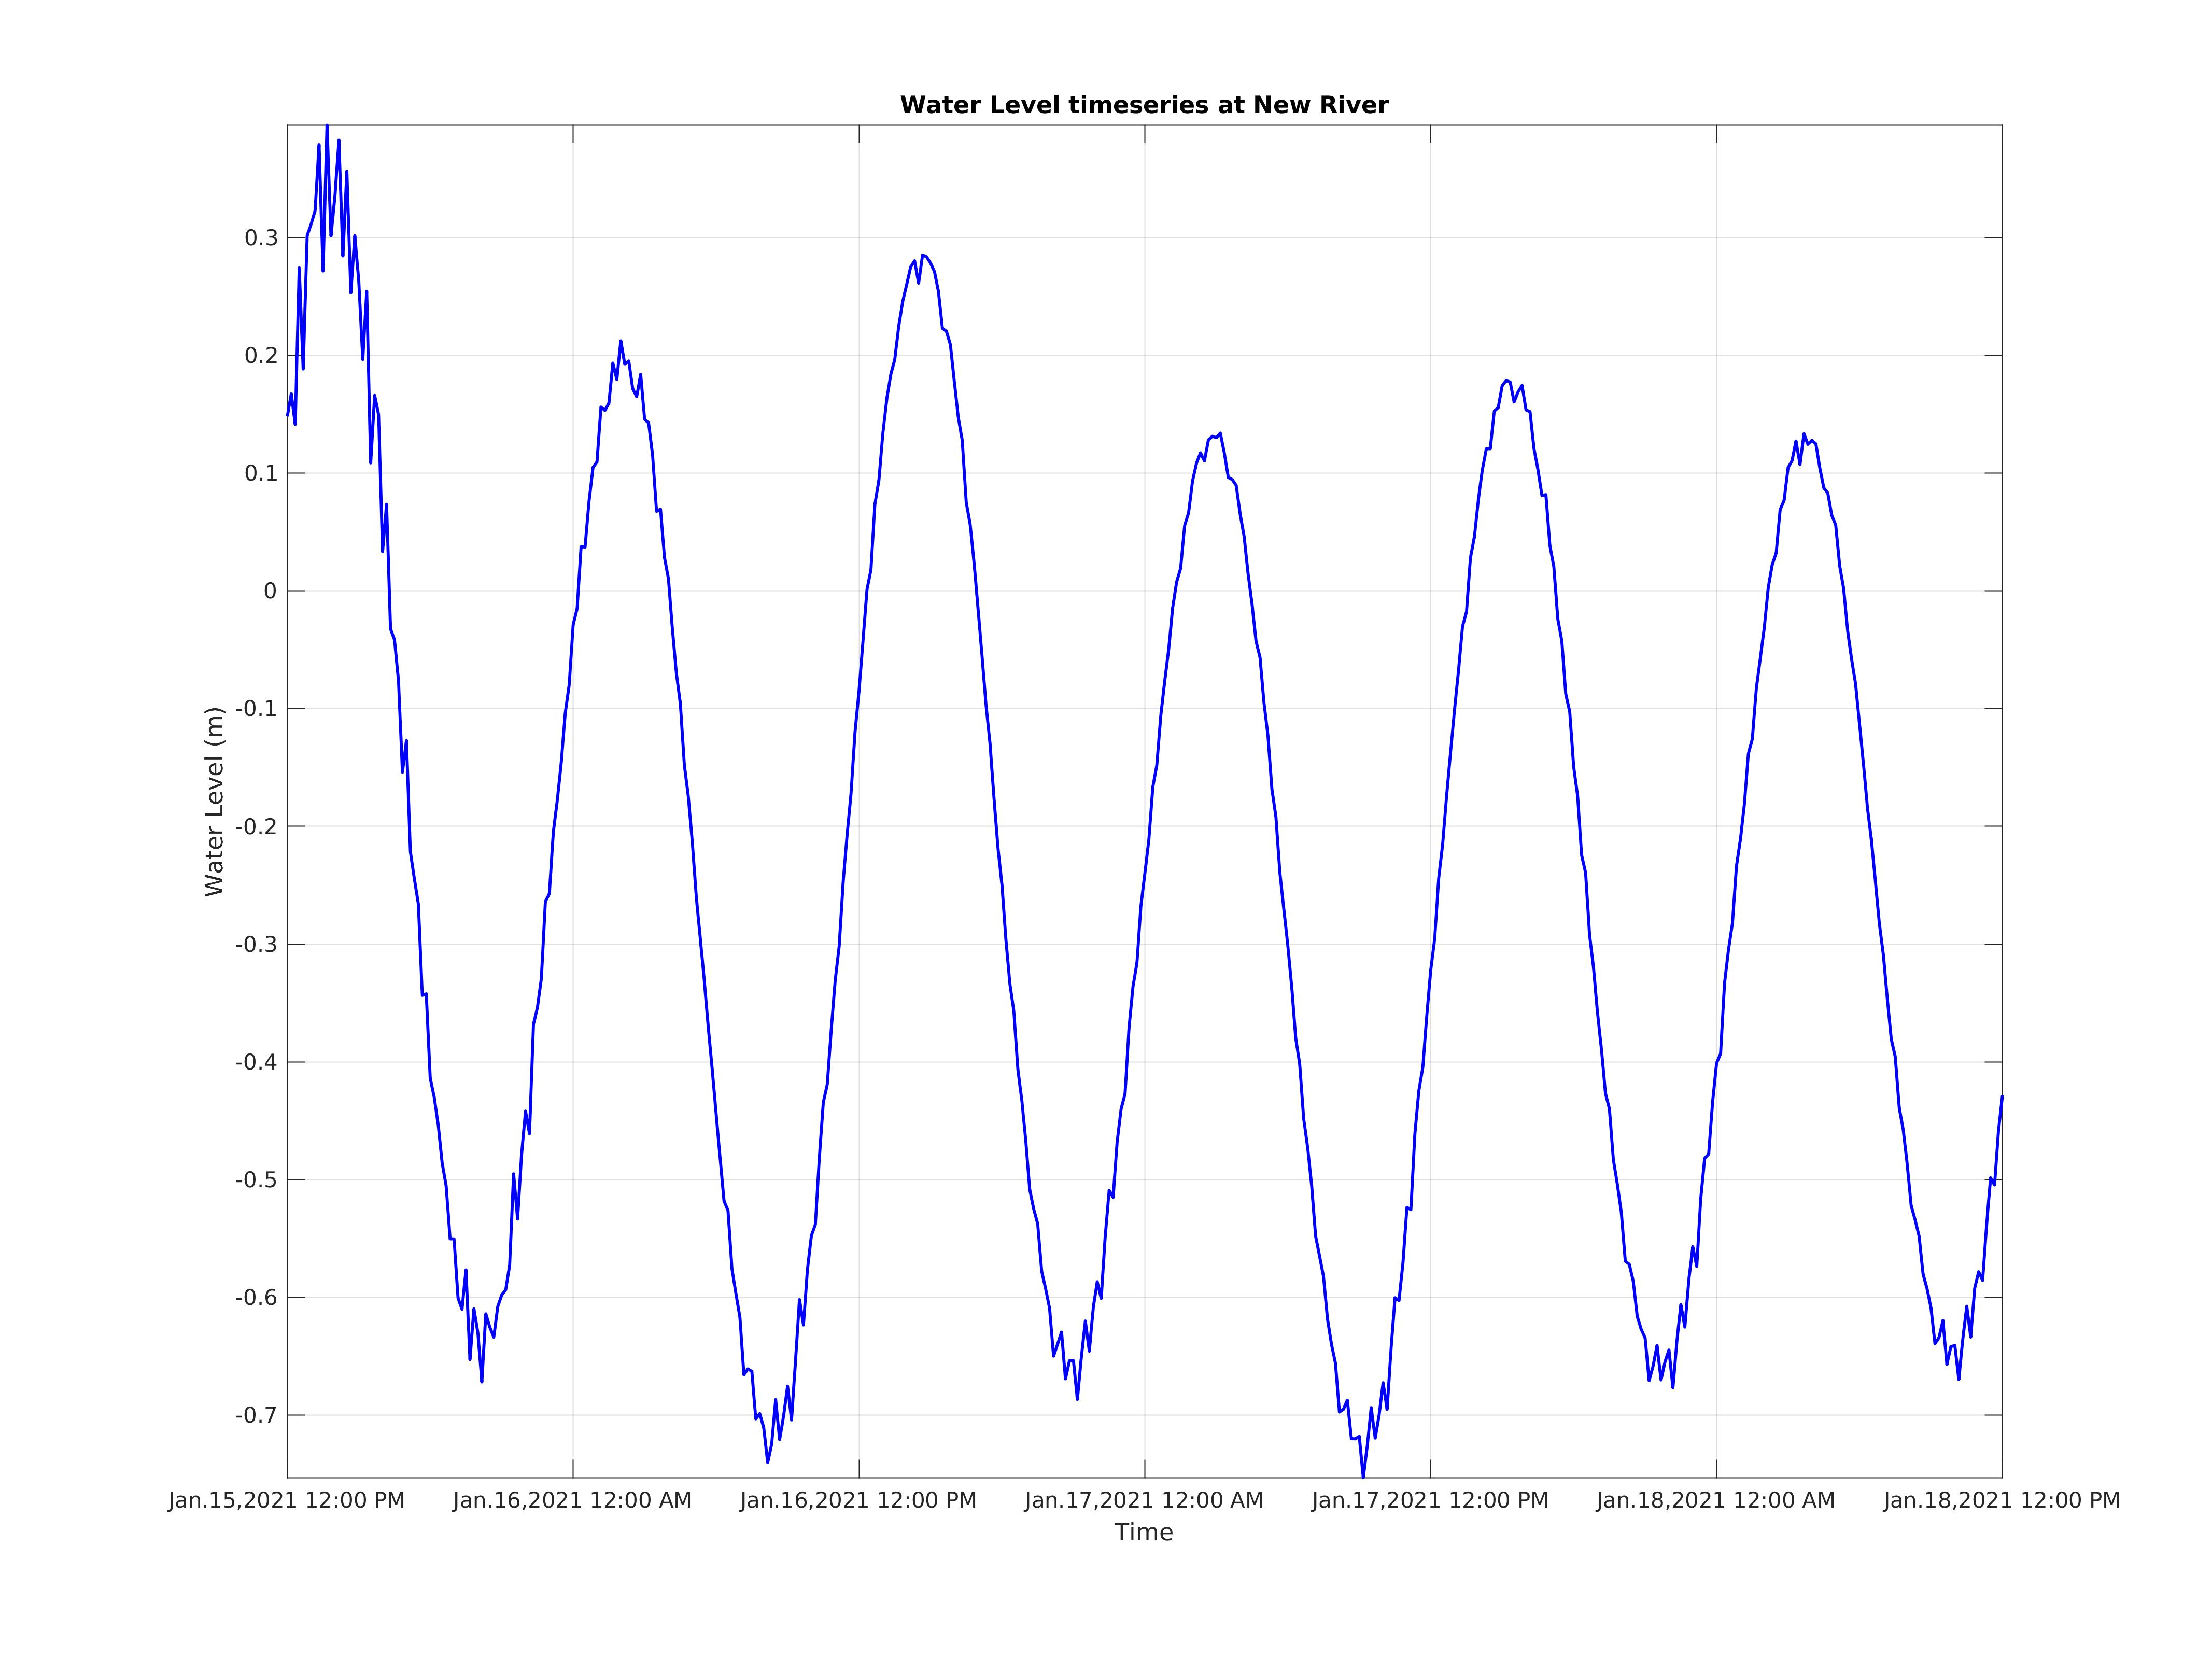 Water Level timeseries at New River
0.3
0.2
0.1
0
-0.1
-0.2
-0.3
-0.4
-0.5
-0.6
-0.7
Water Level (m)
Jan.15,2021 12:00 PM
Jan.16,2021 12:00 AM
Jan.16,2021 12:00 PM
Jan.17,2021 12:00 AM
Jan.17,2021 12:00 PM
Jan.18,2021 12:00 AM
Jan.18,2021 12:00 PM
Time